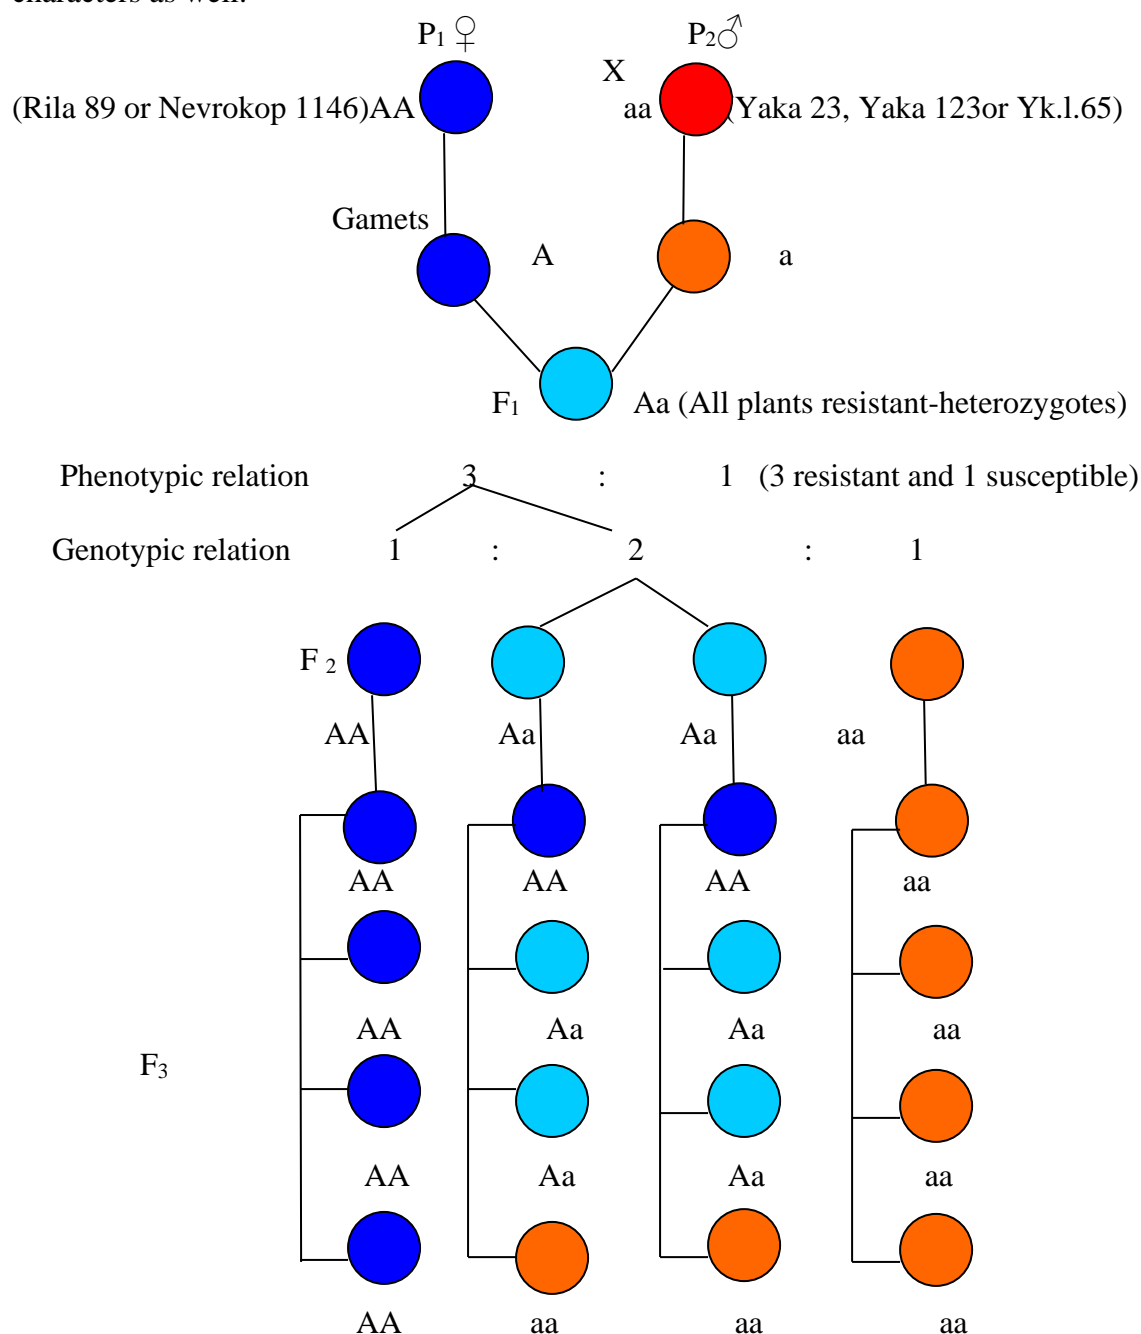 characters as well.
P1 ♀ P2♂
X
(Rila 89 or Nevrokop 1146)AA aa (Yaka 23, Yaka 123or Yk.l.65)
Gamets
A a
F1 Aa (All plants resistant-heterozygotes)
Phenotypic relation 3 : 1 (3 resistant and 1 susceptible)
Genotypic relation 1 : 2 : 1
F 2
AA Aa Aa aa
AA AA AA aa
AA Aa Aa aa
F3
AA Aa Aa aa
AA aa aa aa